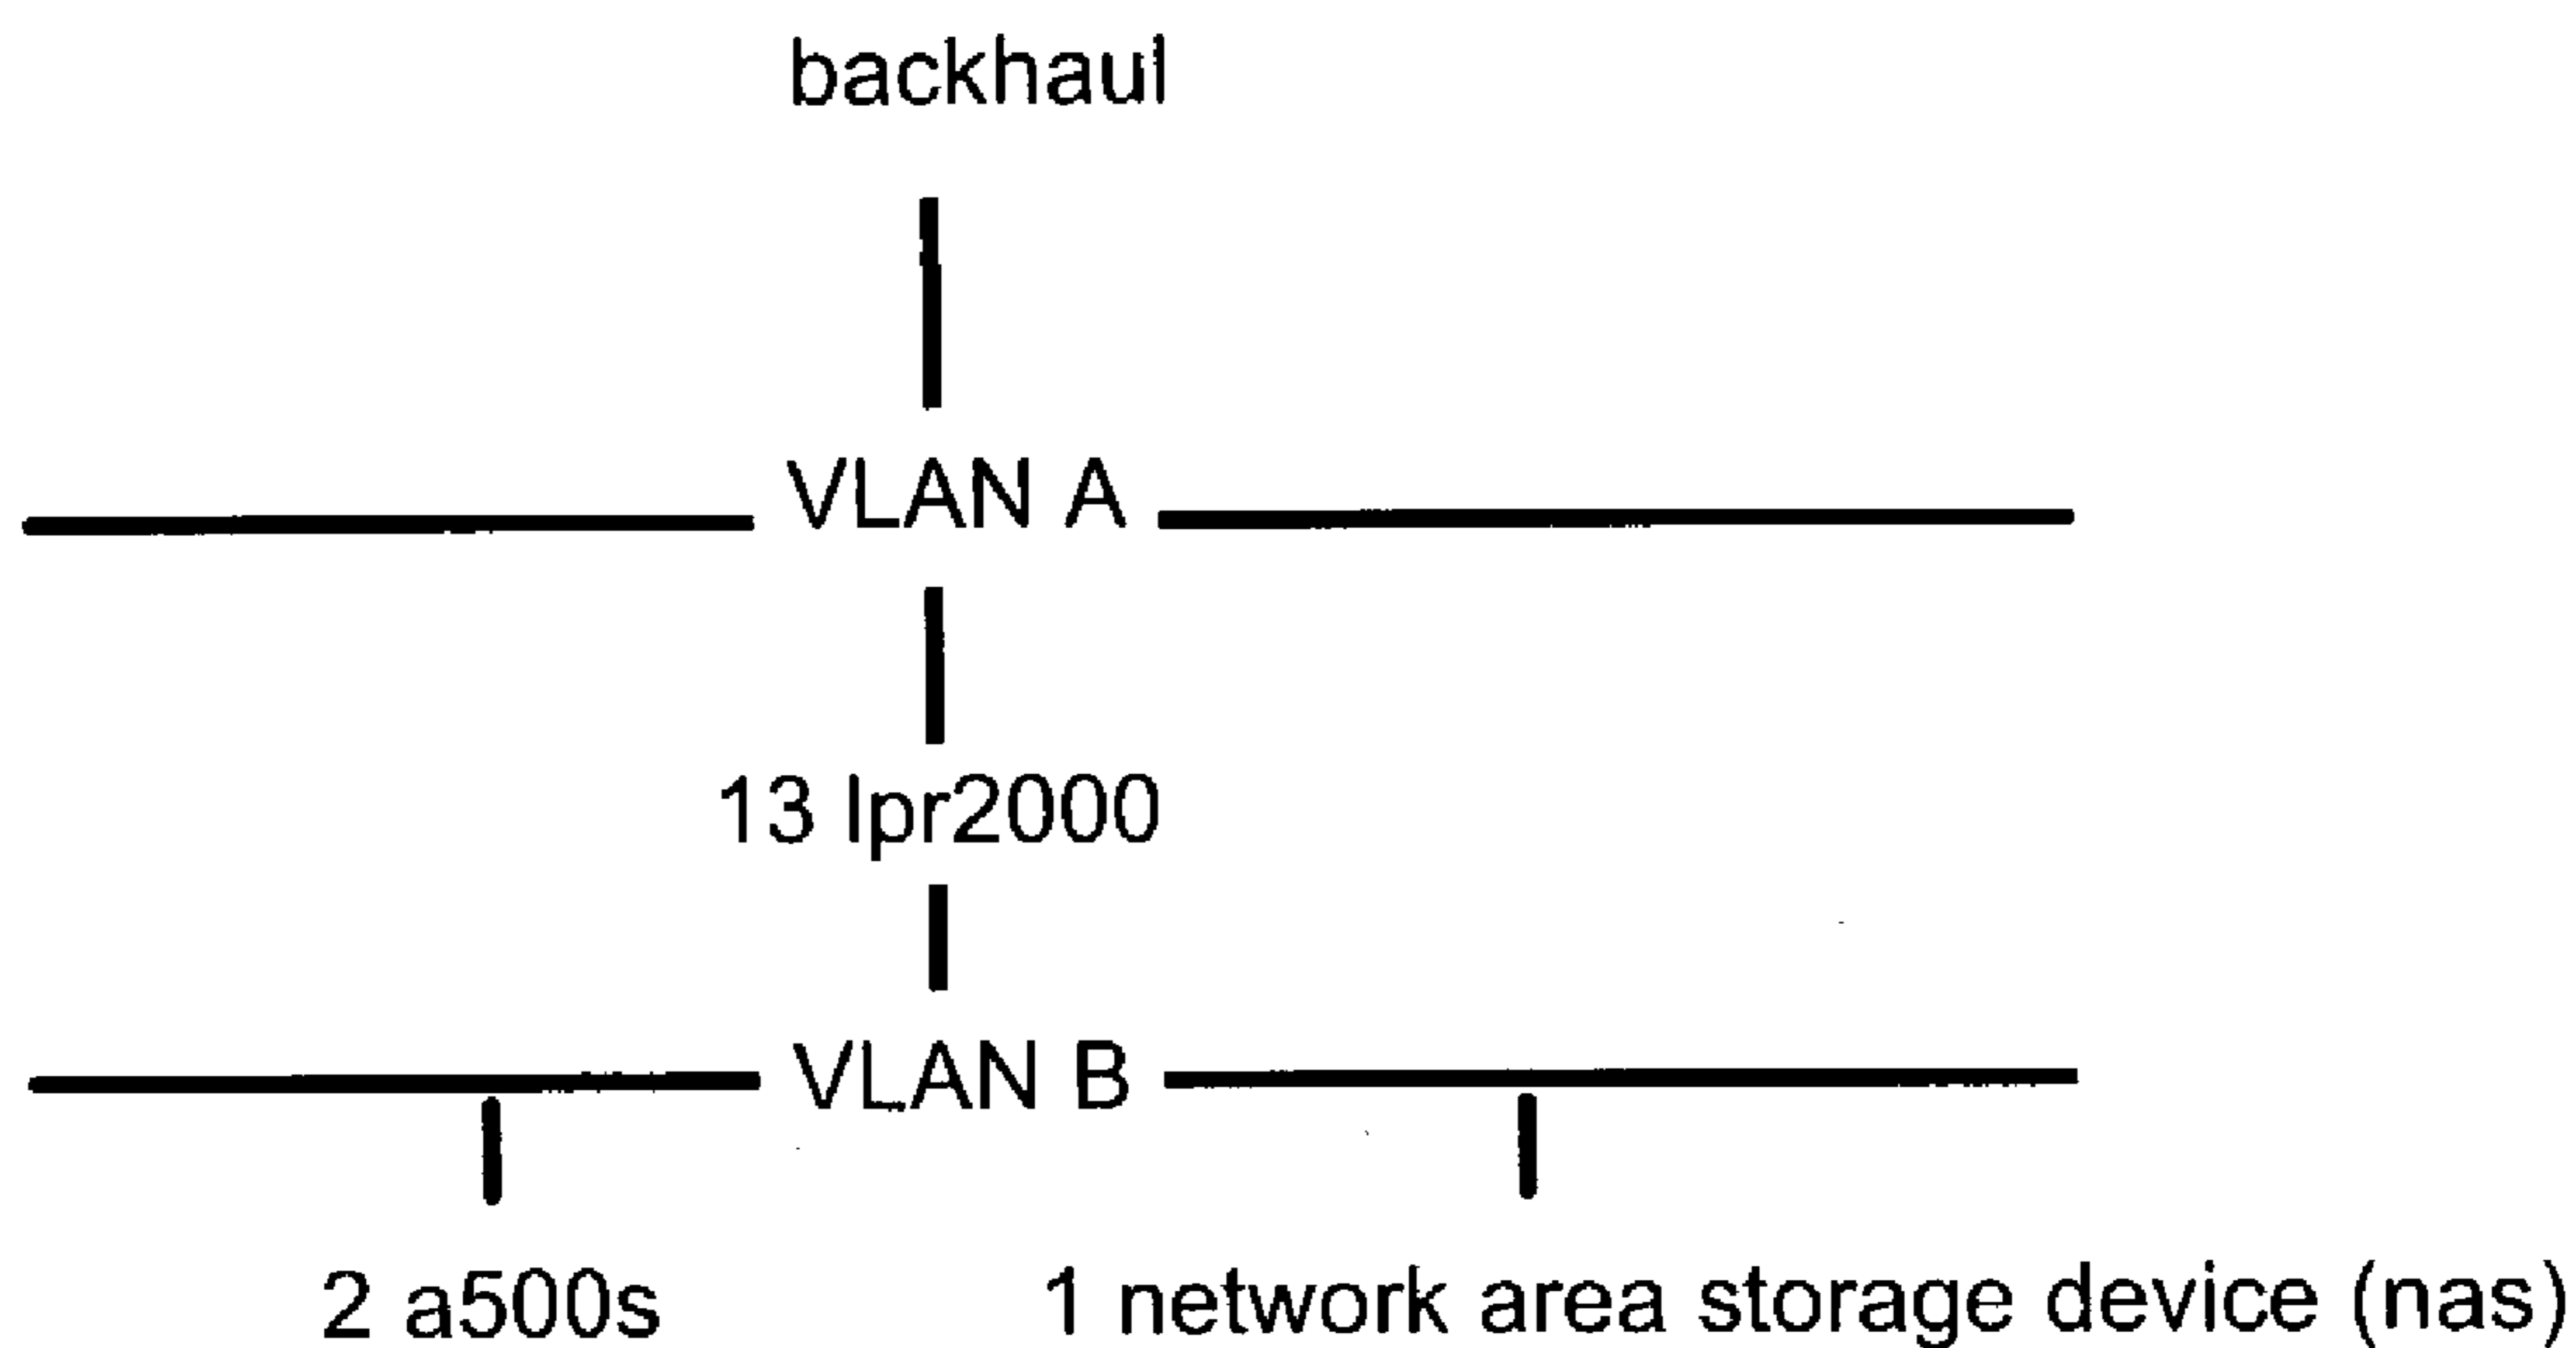 backhaul
VLAN A
13 lpr2000
VLAN B
2 a500s
1 network area storage device (nas)